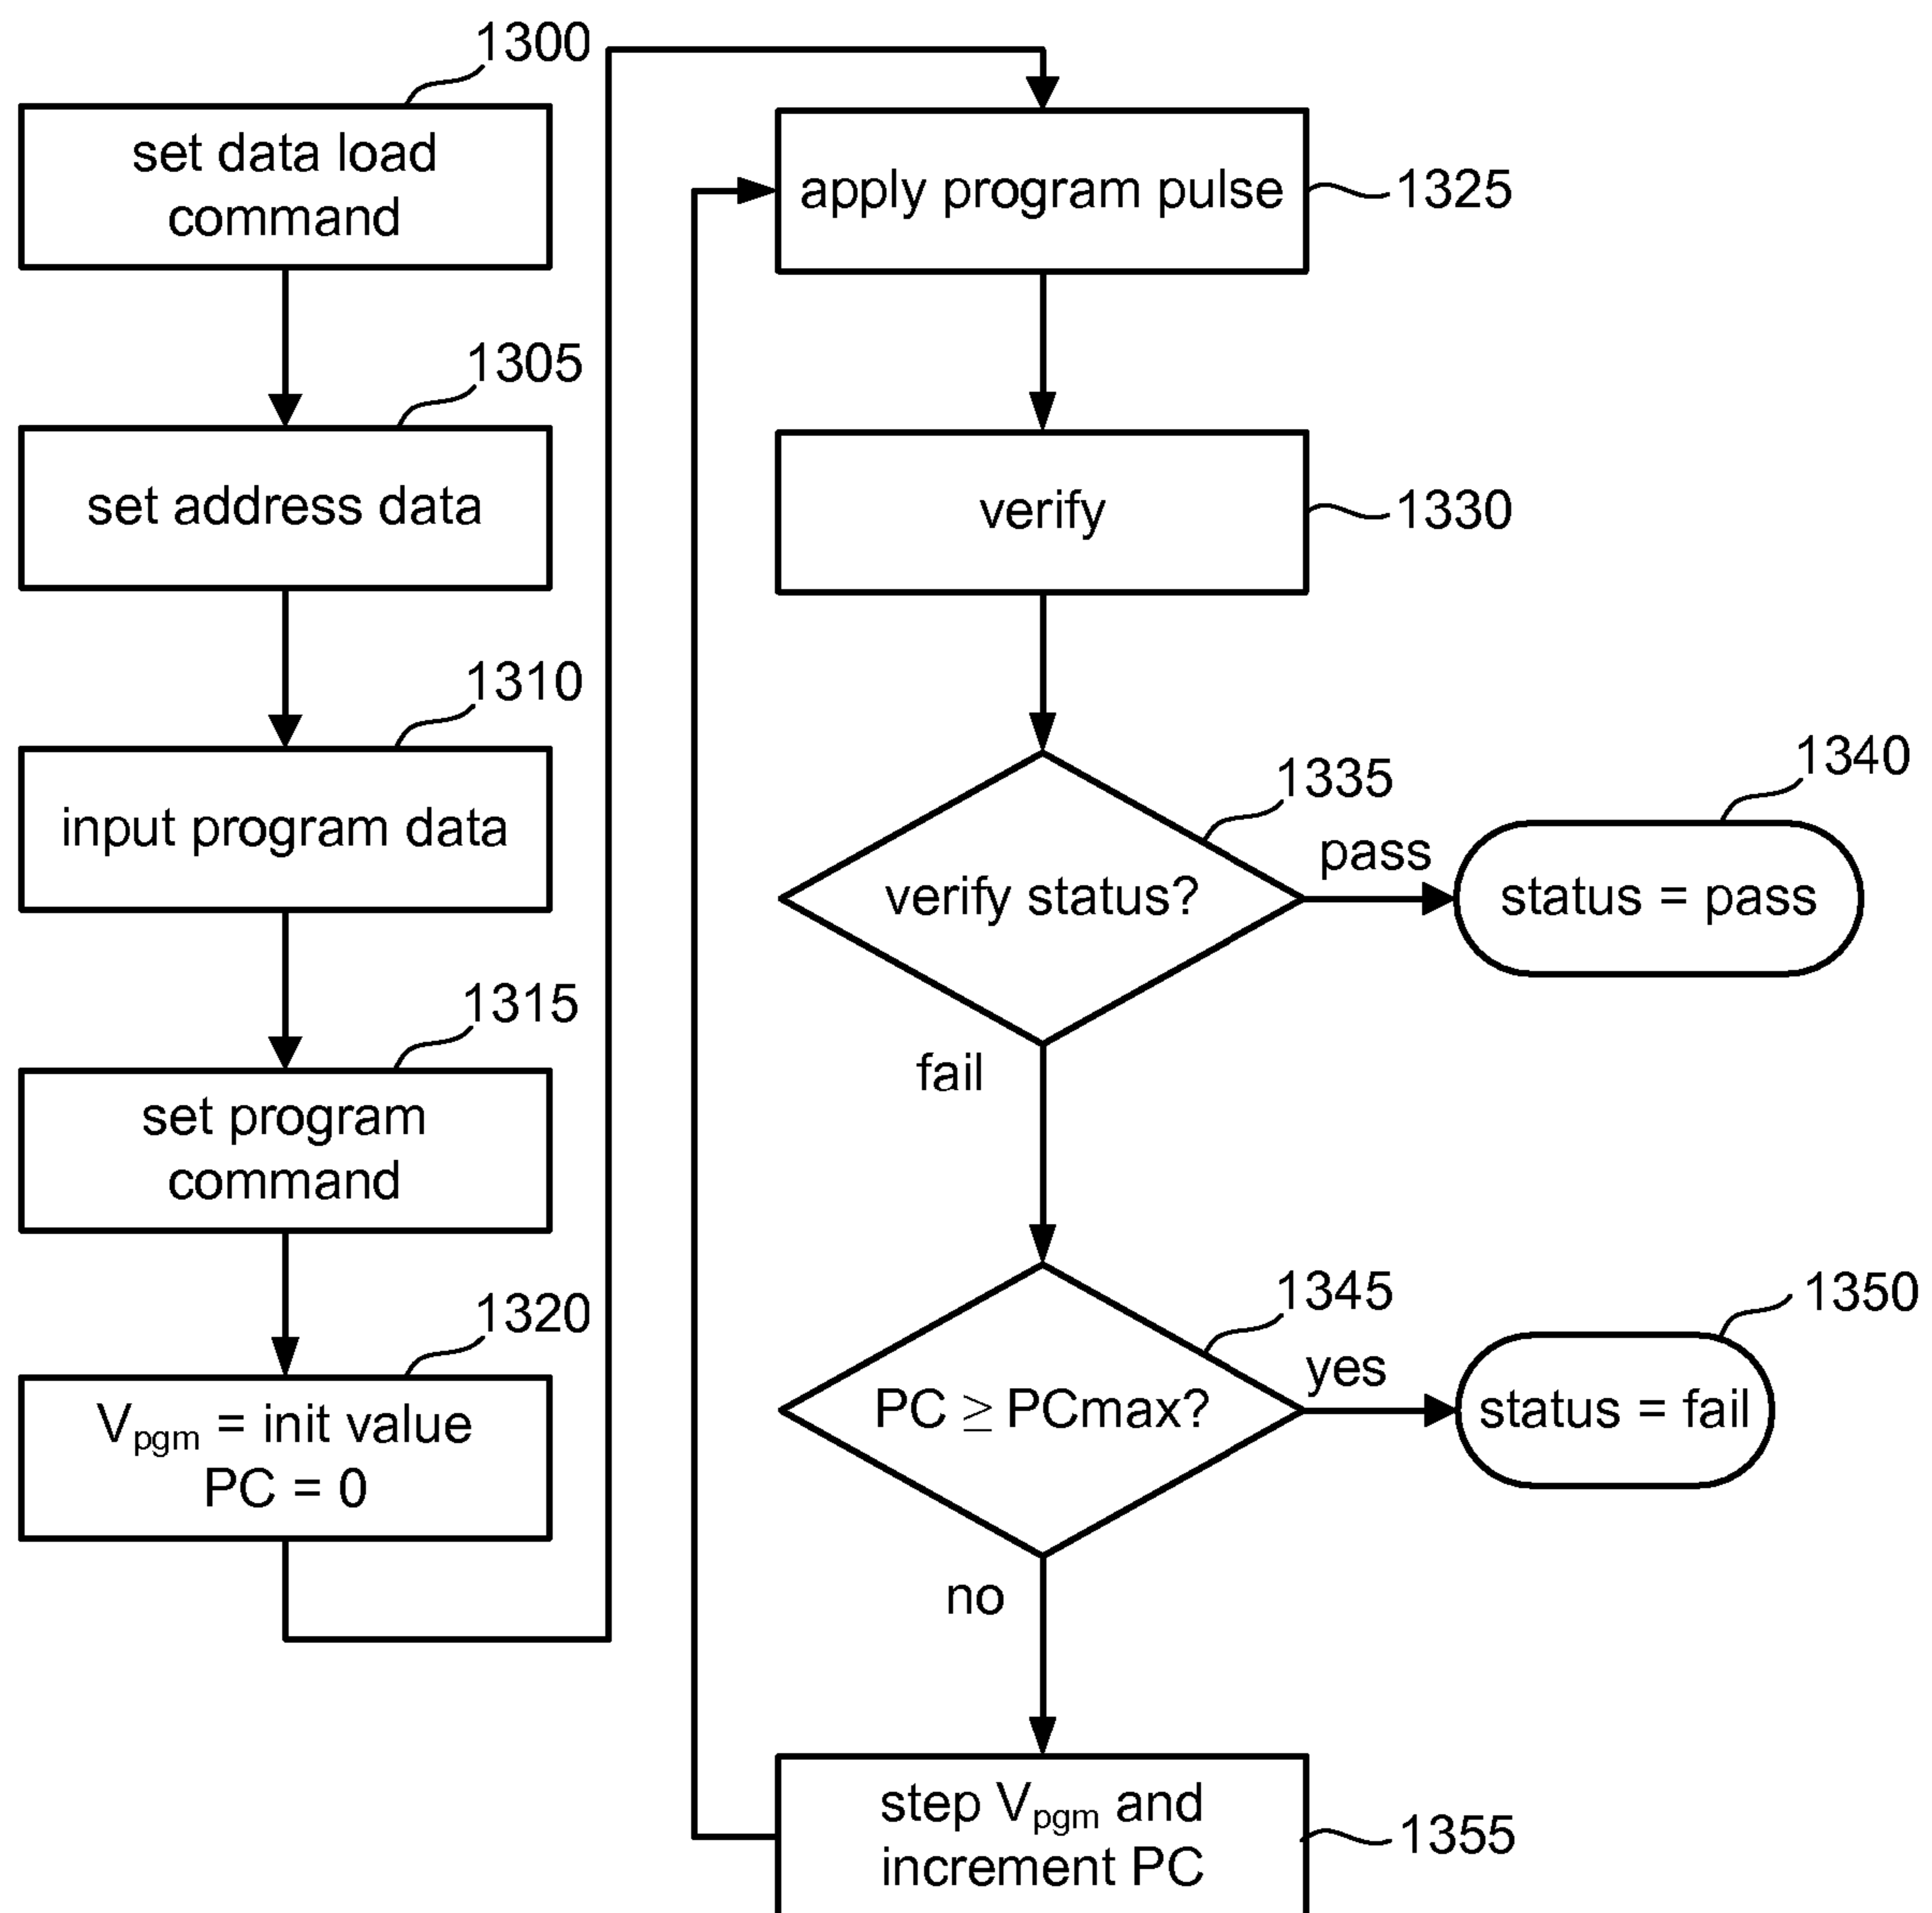 1300
set data load
command
1305
set address data
1310
input program data
1315
set program
command
1320
Vpgm = init value
PC = 0
apply program pulse
1325
verify
1330
1335
verify status?
pass
1340
status = pass
fail
1345
PC ≥ PCmax?
yes
1350
status = fail
no
step Vpgm and
increment PC
1355